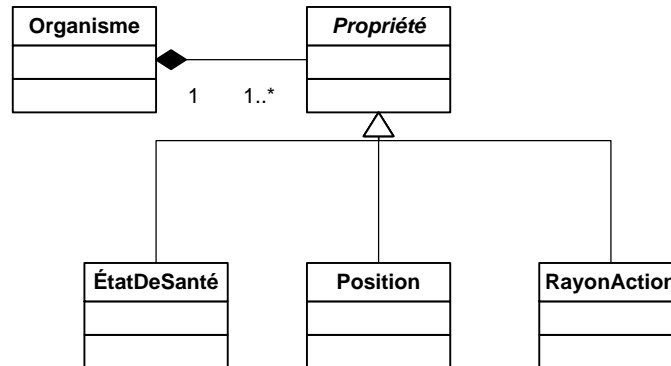 Organisme
Propriété
1
1..*
ÉtatDeSanté
Position
RayonAction